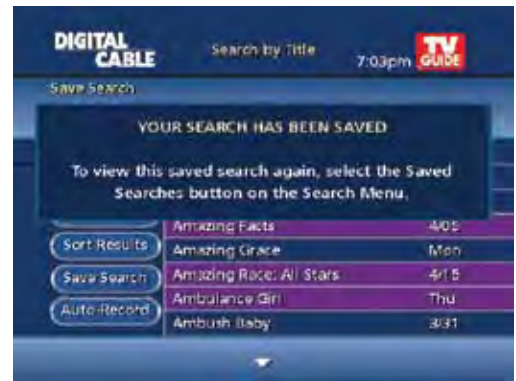 DIGITAL
CABLE
Search by Title
7:03pm
TV
GUIDE
Save Search
YOUR SEARCH HAS BEEN SAVED
To view this saved search again, select the Saved
Searches button on the Search Menu.
Amazing Facts 4/05
Sort Results
Amazing Grace Mon
Save Search
Amazing Race: All Stars 4/15
Auto-Record
Ambulance Girl Thu
Ambush Baby 3/31